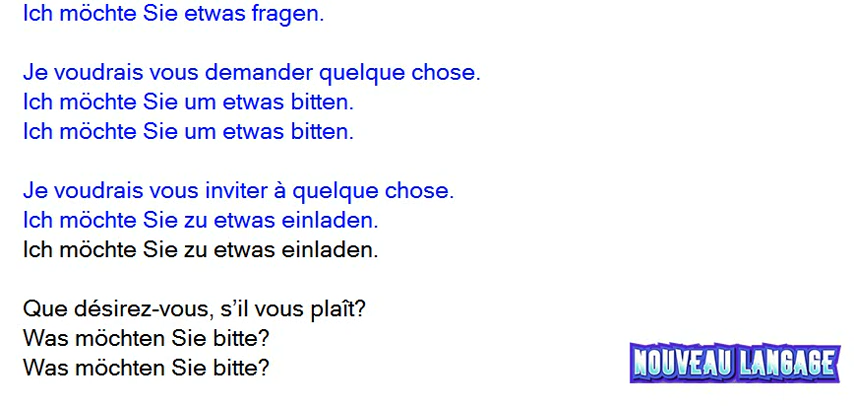 Ich möchte Sie etwas fragen.
Je voudrais vous demander quelque chose.
Ich möchte Sie um etwas bitten.
Ich möchte Sie um etwas bitten.
Je voudrais vous inviter à quelque chose.
Ich möchte Sie zu etwas einladen.
Ich möchte Sie zu etwas einladen.
Que désirez-vous, s’il vous plaît?
Was möchten Sie bitte?
Was möchten Sie bitte?
NOUVEAU LANGAGE